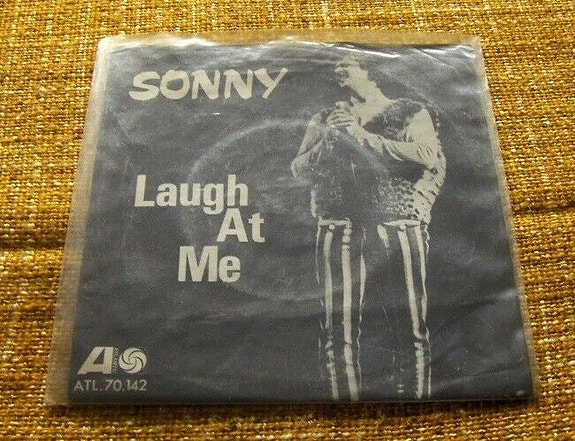 SONNY
Laugh
At
Me
ATL.70.142